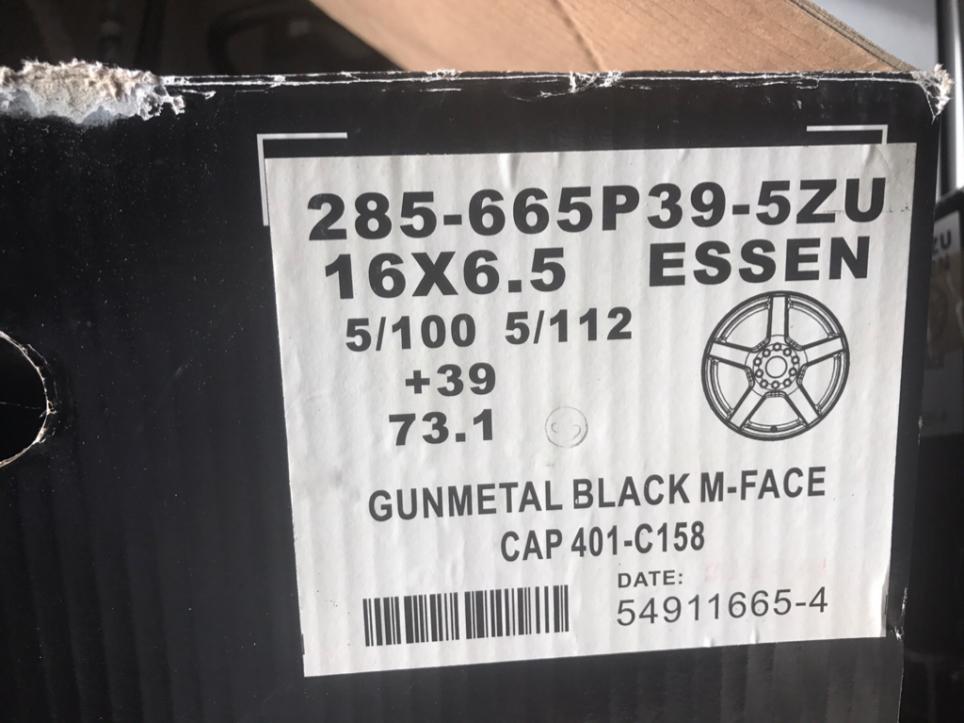 285-665P39-5ZU
16X6.5 ESSEN
5/100 5/112
+39
73.1
GUNMETAL BLACK M-FACE
CAP 401-C158
DATE:
54911665-4
ZU